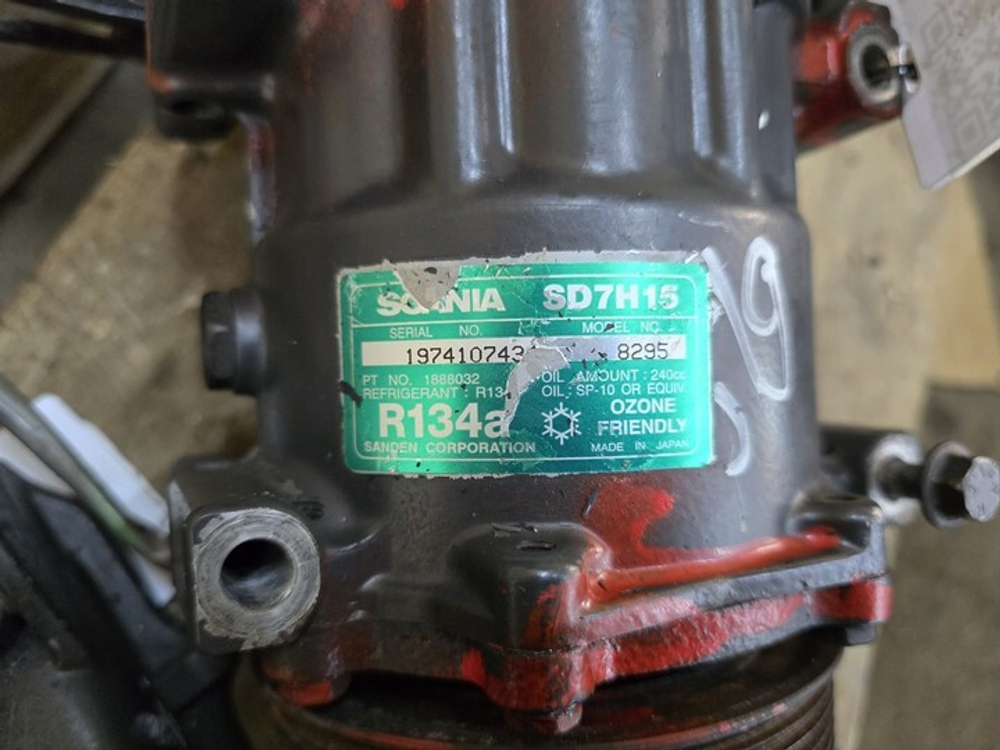 SCANIA SD7H15
SERIAL NO. MODEL NO.
197410743 8295
PT NO. 1888032 OIL AMOUNT : 240cc
REFRIGERANT : R134 OIL : SP-10 OR EQUIV
R134a OZONE
FRIENDLY
SANDEN CORPORATION MADE IN JAPAN